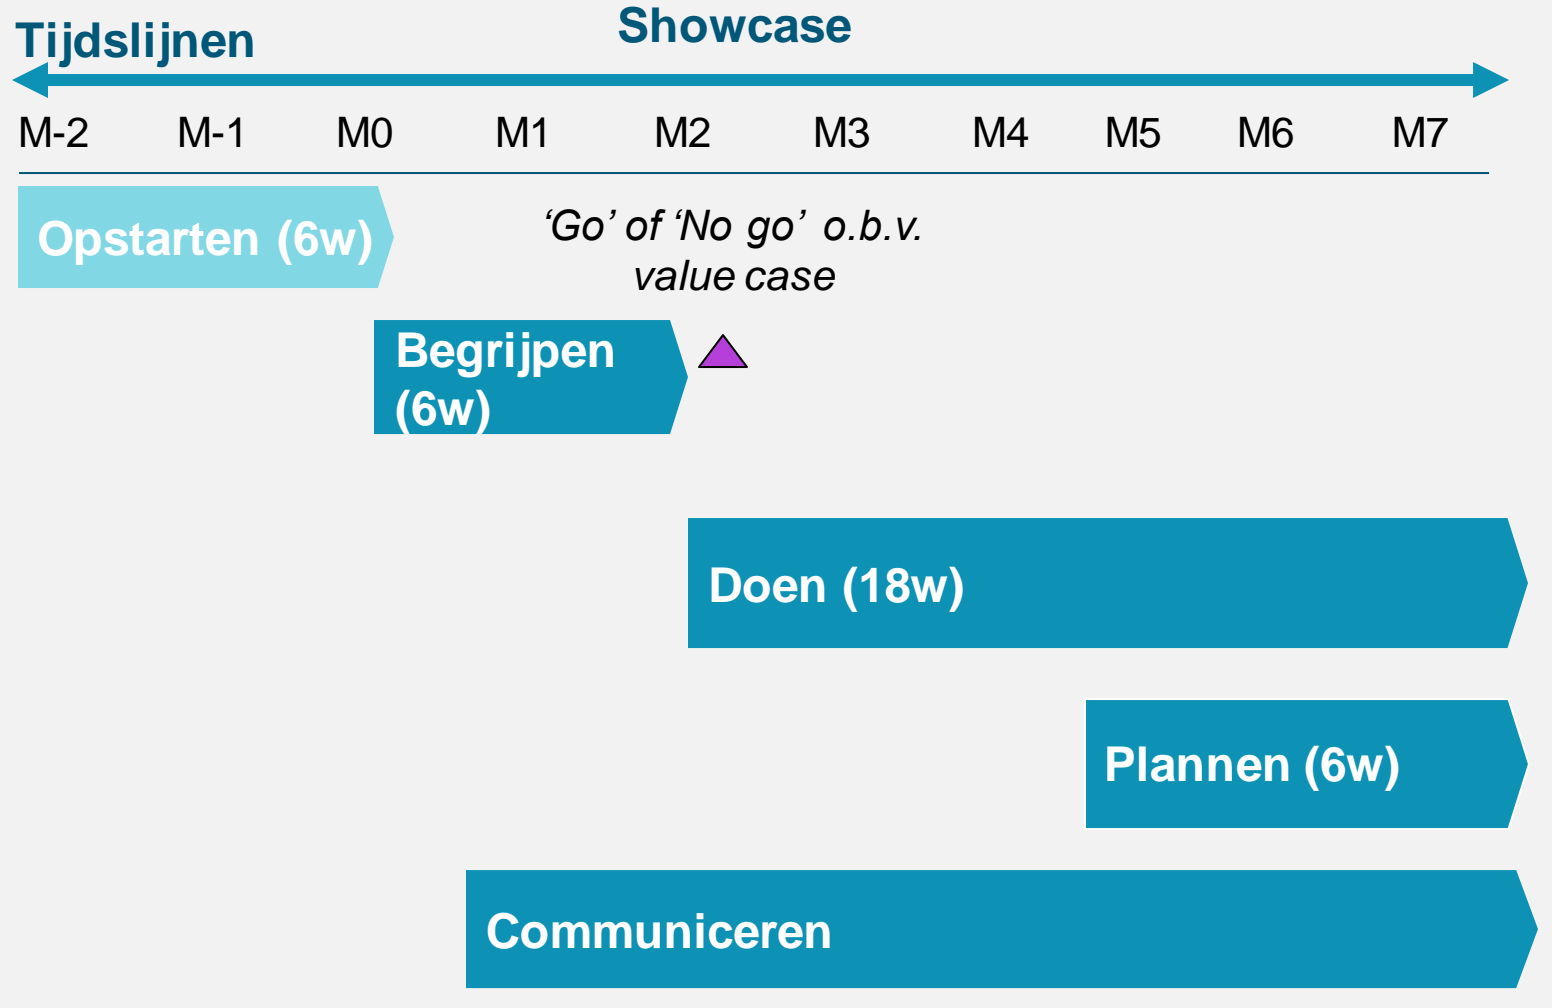 Tijdslijnen
Showcase
M-2 M-1 M0 M1 M2 M3 M4 M5 M6 M7
Opstarten (6w)
‘Go’ of ‘No go’ o.b.v.
value case
Begrijpen
(6w)
Doen (18w)
Plannen (6w)
Communiceren